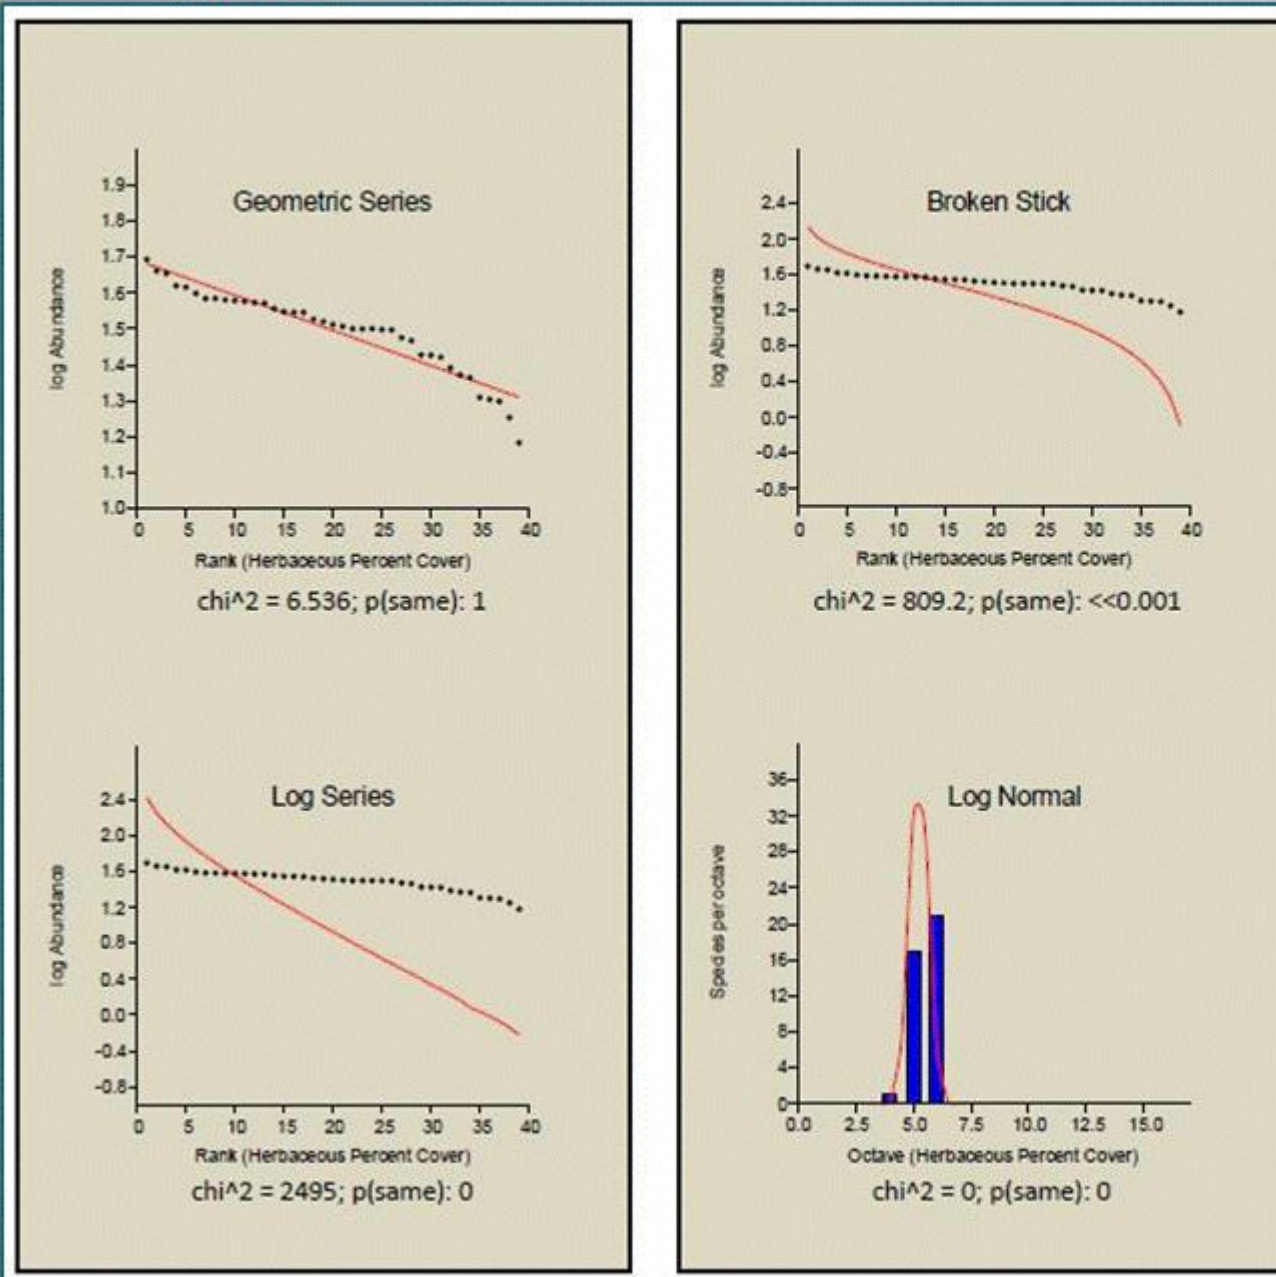 Geometric Series
1.9
1.8
1.7
1.6
1.5
1.4
1.3
1.2
1.1
1.0
log Abundance
0 5 10 15 20 25 30 35 40
Rank (Herbaceous Percent Cover)
chi^2 = 6.536; p(same): 1
Broken Stick
2.4
2.0
1.6
1.2
0.8
0.4
0.0
-0.4
-0.8
log Abundance
0 5 10 15 20 25 30 35 40
Rank (Herbaceous Percent Cover)
chi^2 = 809.2; p(same): <<0.001
Log Series
2.4
2.0
1.6
1.2
0.8
0.4
0.0
-0.4
-0.8
log Abundance
0 5 10 15 20 25 30 35 40
Rank (Herbaceous Percent Cover)
chi^2 = 2495; p(same): 0
Log Normal
36
32
28
24
20
16
12
8
4
0
Species per octave
0.0 2.5 5.0 7.5 10.0 12.5 15.0
Octave (Herbaceous Percent Cover)
chi^2 = 0; p(same): 0